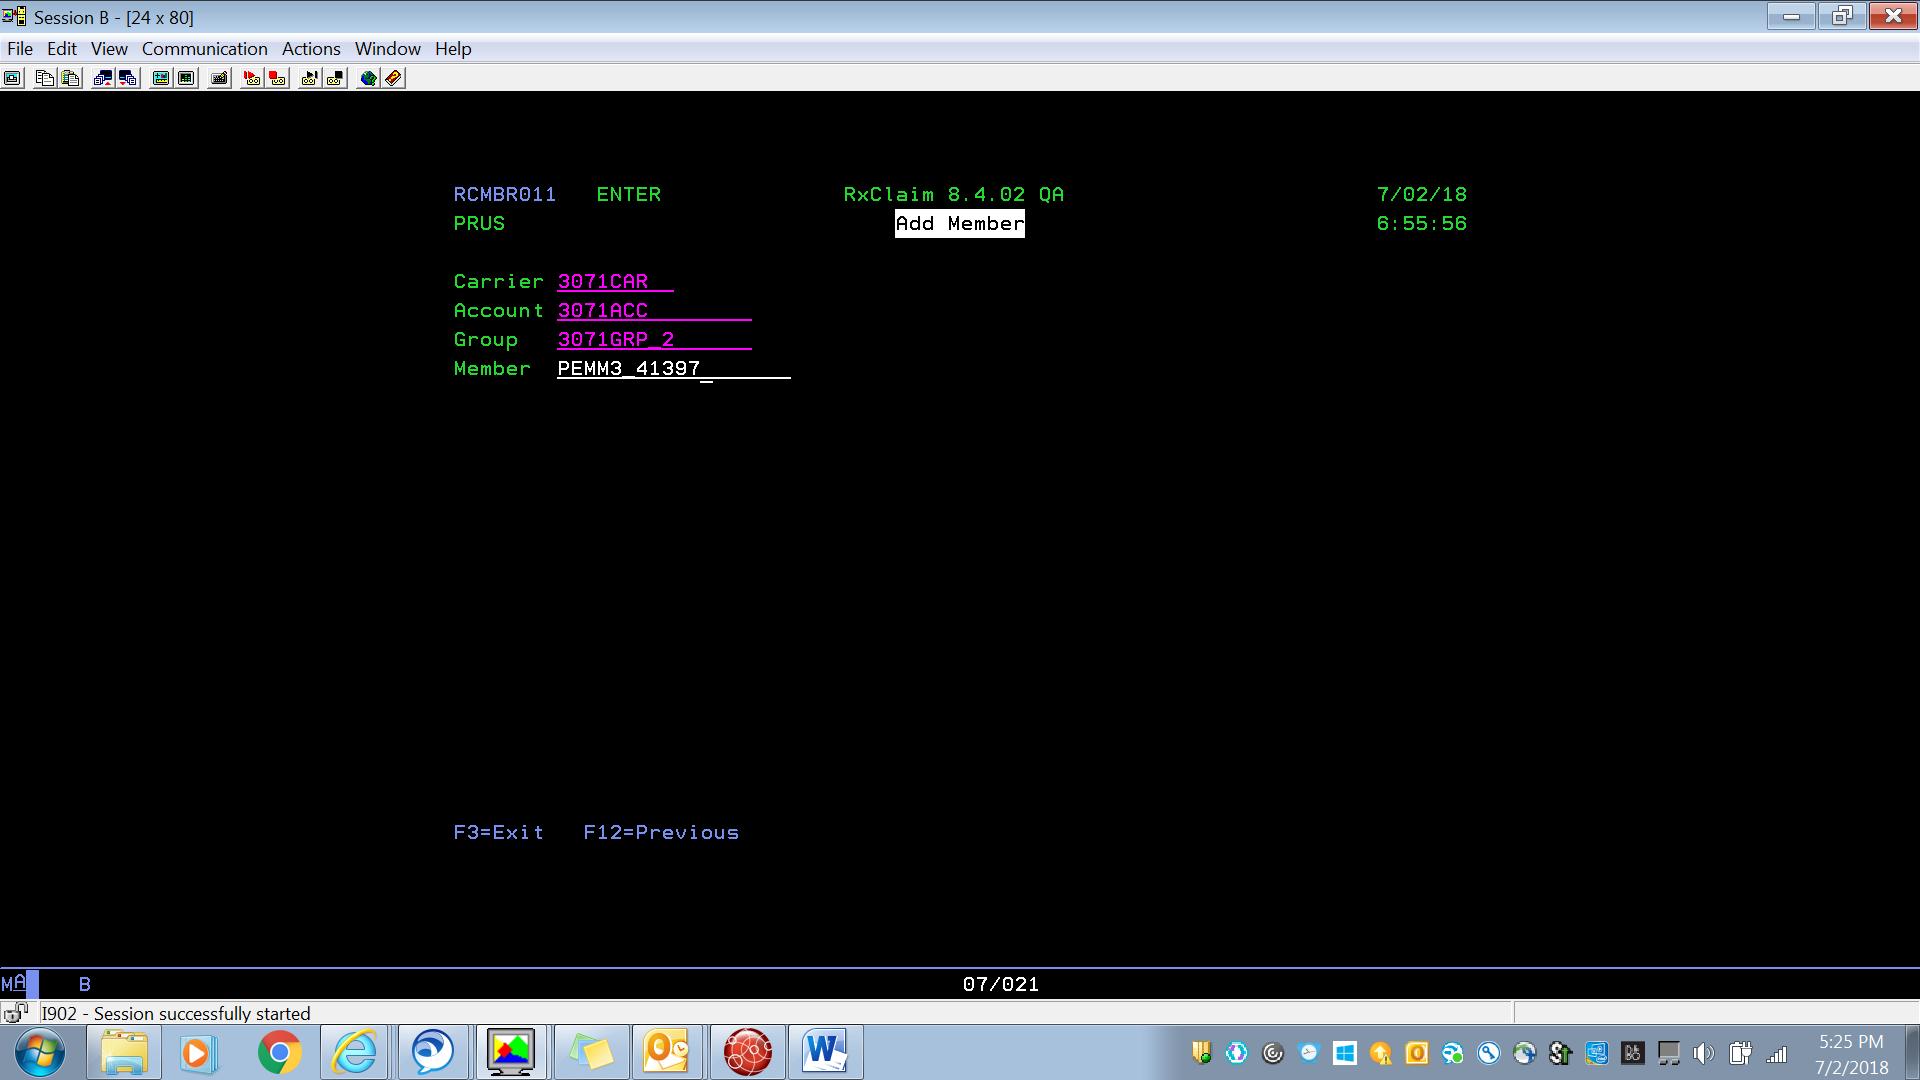 Session B - [24 x 80]
File Edit View Communication Actions Window Help
RCMBR011 ENTER RxClaim 8.4.02 QA 7/02/18
PRUS Add Member 6:55:56
Carrier 3071CAR
Account 3071ACC
Group 3071GRP_2
Member PEMM3_41397
F3=Exit F12=Previous
MA B 07/021
I902 - Session successfully started
5:25 PM
7/2/2018